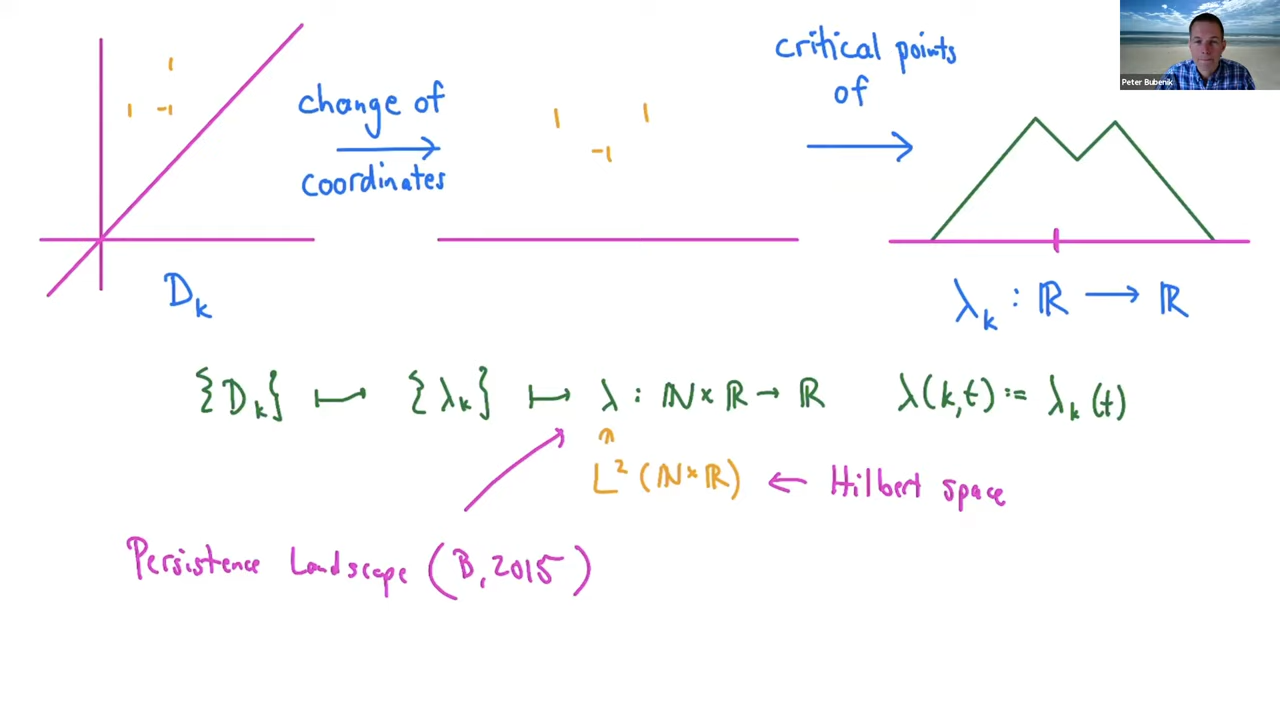 critical points
of
Peter Bubenik
1
1 -1
change of
coordinates
1 1
-1
D_k
λ_k : ℝ → ℝ
{D_k} ↦ {λ_k} ↦ λ : ℕ × ℝ → ℝ λ(k,t) := λ_k(t)
L²(ℕ×ℝ) ← Hilbert space
Persistence Landscape (B, 2015)